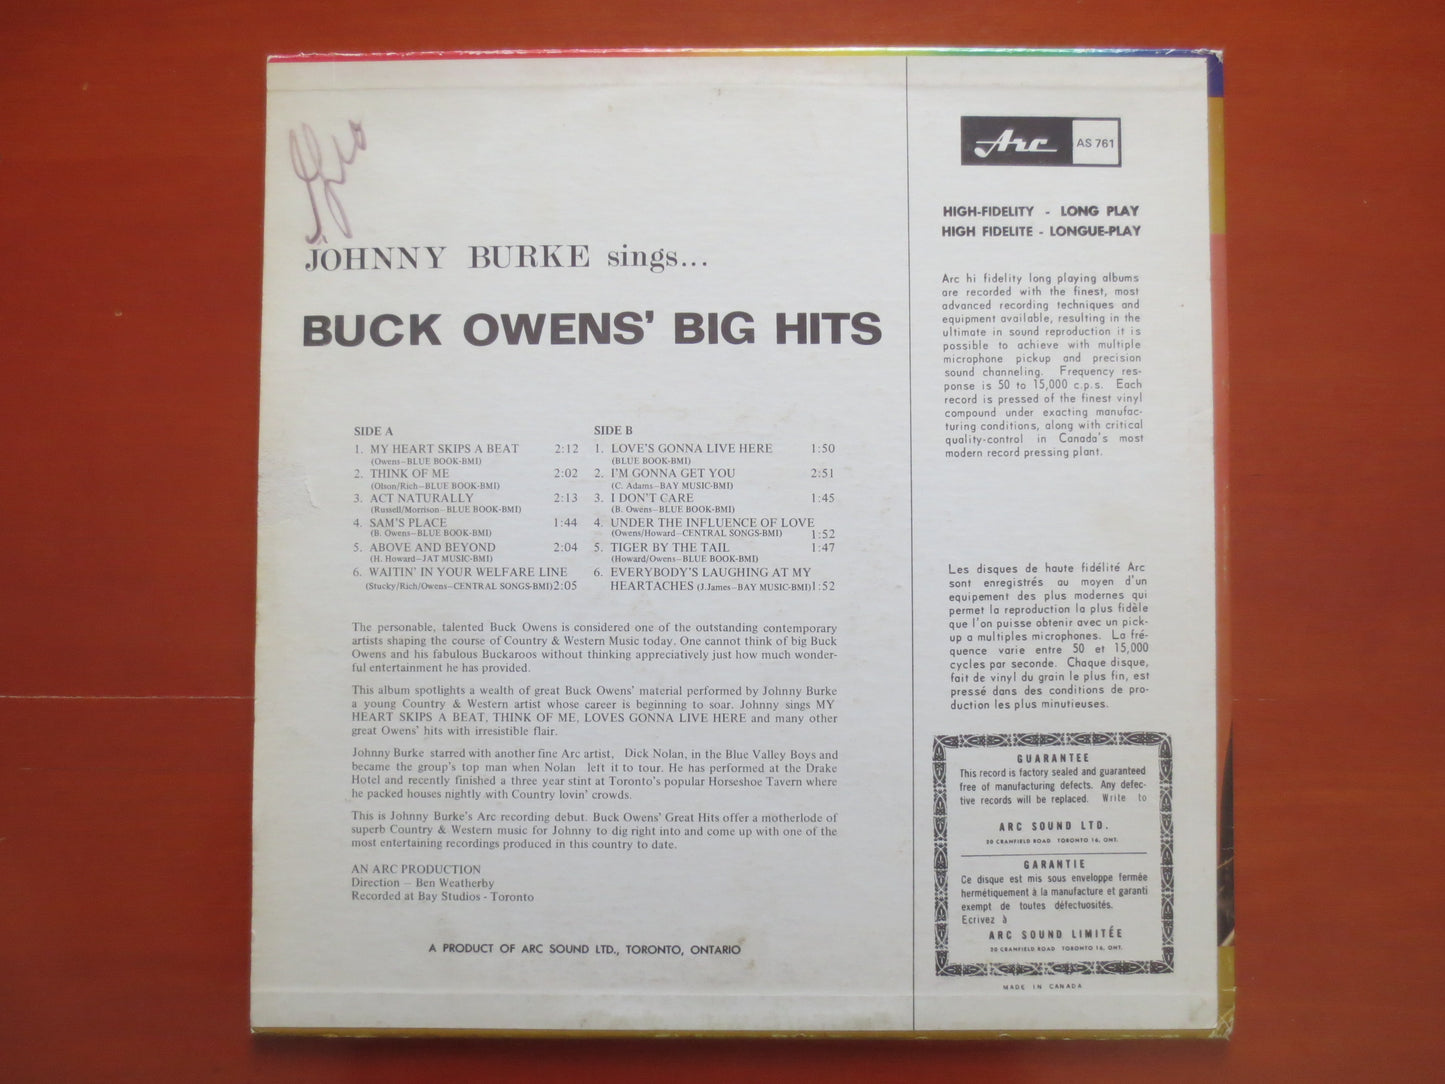 JOHNNY BURKE sings...
BUCK OWENS' BIG HITS
SIDE A
1. MY HEART SKIPS A BEAT 2:12
(Owens—BLUE BOOK-BMI)
2. THINK OF ME 2:02
(Olson/Rich—BLUE BOOK-BMI)
3. ACT NATURALLY 2:13
(Russell/Morrison—BLUE BOOK-BMI)
4. SAM'S PLACE 1:44
(B. Owens—BLUE BOOK-BMI)
5. ABOVE AND BEYOND 2:04
(H. Howard—JAT MUSIC-BMI)
6. WAITIN' IN YOUR WELFARE LINE
(Stucky/Rich/Owens—CENTRAL SONGS-BMI)2:05
SIDE B
1. LOVE'S GONNA LIVE HERE 1:50
(BLUE BOOK-BMI)
2. I'M GONNA GET YOU 2:51
(C. Adams—BAY MUSIC-BMI)
3. I DON'T CARE 1:45
(B. Owens—BLUE BOOK-BMI)
4. UNDER THE INFLUENCE OF LOVE
(Owens/Howard—CENTRAL SONGS-BMI) 1:52
5. TIGER BY THE TAIL 1:47
(Howard/Owens—BLUE BOOK-BMI)
6. EVERYBODY'S LAUGHING AT MY
HEARTACHES (J.James—BAY MUSIC-BMI)1:52
The personable, talented Buck Owens is considered one of the outstanding contemporary
artists shaping the course of Country & Western Music today. One cannot think of big Buck
Owens and his fabulous Buckaroos without thinking appreciatively just how much wonder-
ful entertainment he has provided.
This album spotlights a wealth of great Buck Owens' material performed by Johnny Burke
a young Country & Western artist whose career is beginning to soar. Johnny sings MY
HEART SKIPS A BEAT, THINK OF ME, LOVES GONNA LIVE HERE and many other
great Owens' hits with irresistible flair.
Johnny Burke starred with another fine Arc artist, Dick Nolan, in the Blue Valley Boys and
became the group's top man when Nolan left it to tour. He has performed at the Drake
Hotel and recently finished a three year stint at Toronto's popular Horseshoe Tavern where
he packed houses nightly with Country lovin' crowds.
This is Johnny Burke's Arc recording debut. Buck Owens' Great Hits offer a motherlode of
superb Country & Western music for Johnny to dig right into and come up with one of the
most entertaining recordings produced in this country to date.
AN ARC PRODUCTION
Direction — Ben Weatherby
Recorded at Bay Studios - Toronto
A PRODUCT OF ARC SOUND LTD., TORONTO, ONTARIO
Arc AS 761
HIGH-FIDELITY - LONG PLAY
HIGH FIDELITE - LONGUE-PLAY
Arc hi fidelity long playing albums
are recorded with the finest, most
advanced recording techniques and
equipment available, resulting in the
ultimate in sound reproduction it is
possible to achieve with multiple
microphone pickup and precision
sound channeling. Frequency res-
ponse is 50 to 15,000 c.p.s. Each
record is pressed of the finest vinyl
compound under exacting manufac-
turing conditions, along with critical
quality-control in Canada's most
modern record pressing plant.
Les disques de haute fidélité Arc
sont enregistrés au moyen d'un
equipement des plus modernes qui
permet la reproduction la plus fidèle
que l'on puisse obtenir avec un pick-
up a multiples microphones. La fré-
quence varie entre 50 et 15,000
cycles par seconde. Chaque disque,
fait de vinyl du grain le plus fin, est
pressé dans des conditions de pro-
duction les plus minutieuses.
GUARANTEE
This record is factory sealed and guaranteed
free of manufacturing defects. Any defec-
tive records will be replaced. Write to
ARC SOUND LTD.
20 CRANFIELD ROAD TORONTO 16, ONT.
GARANTIE
Ce disque est mis sous enveloppe fermée
hermétiquement à la manufacture et garanti
exempt de toutes défectuosités.
Ecrivez à
ARC SOUND LIMITÉE
20 CRANFIELD ROAD TORONTO 16, ONT.
MADE IN CANADA